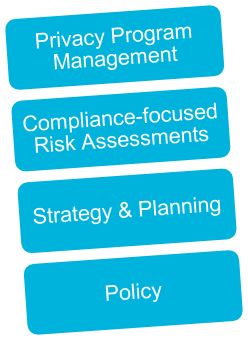 Privacy Program
Management
Compliance-focused
Risk Assessments
Strategy & Planning
Policy